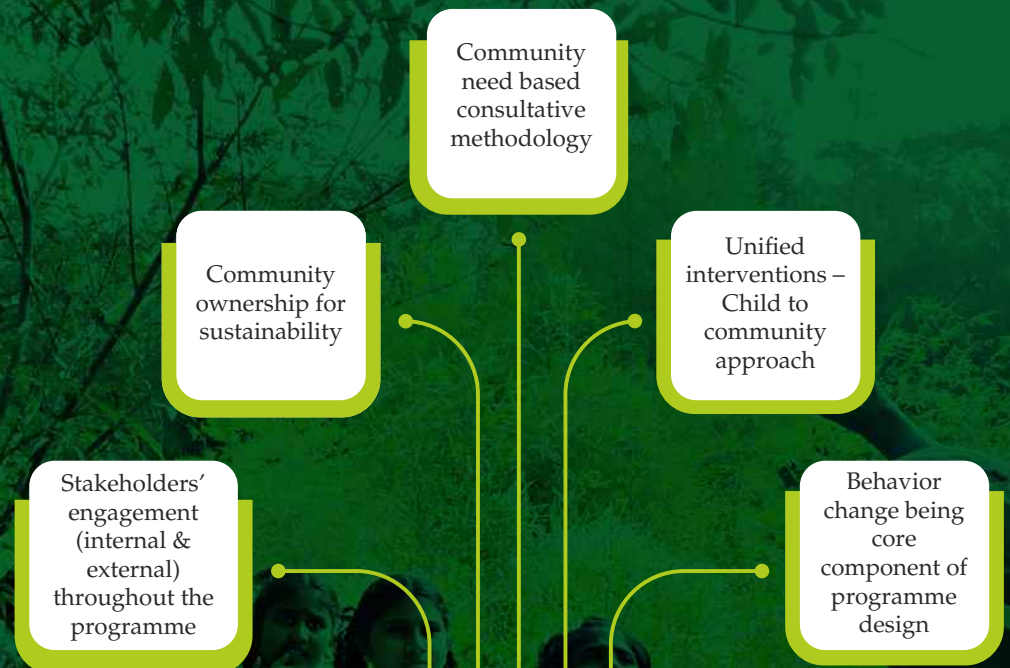 Community
need based
consultative
methodology
Community
ownership for
sustainability
Unified
interventions –
Child to
community
approach
Stakeholders’
engagement
(internal &
external)
throughout the
programme
Behavior
change being
core
component of
programme
design